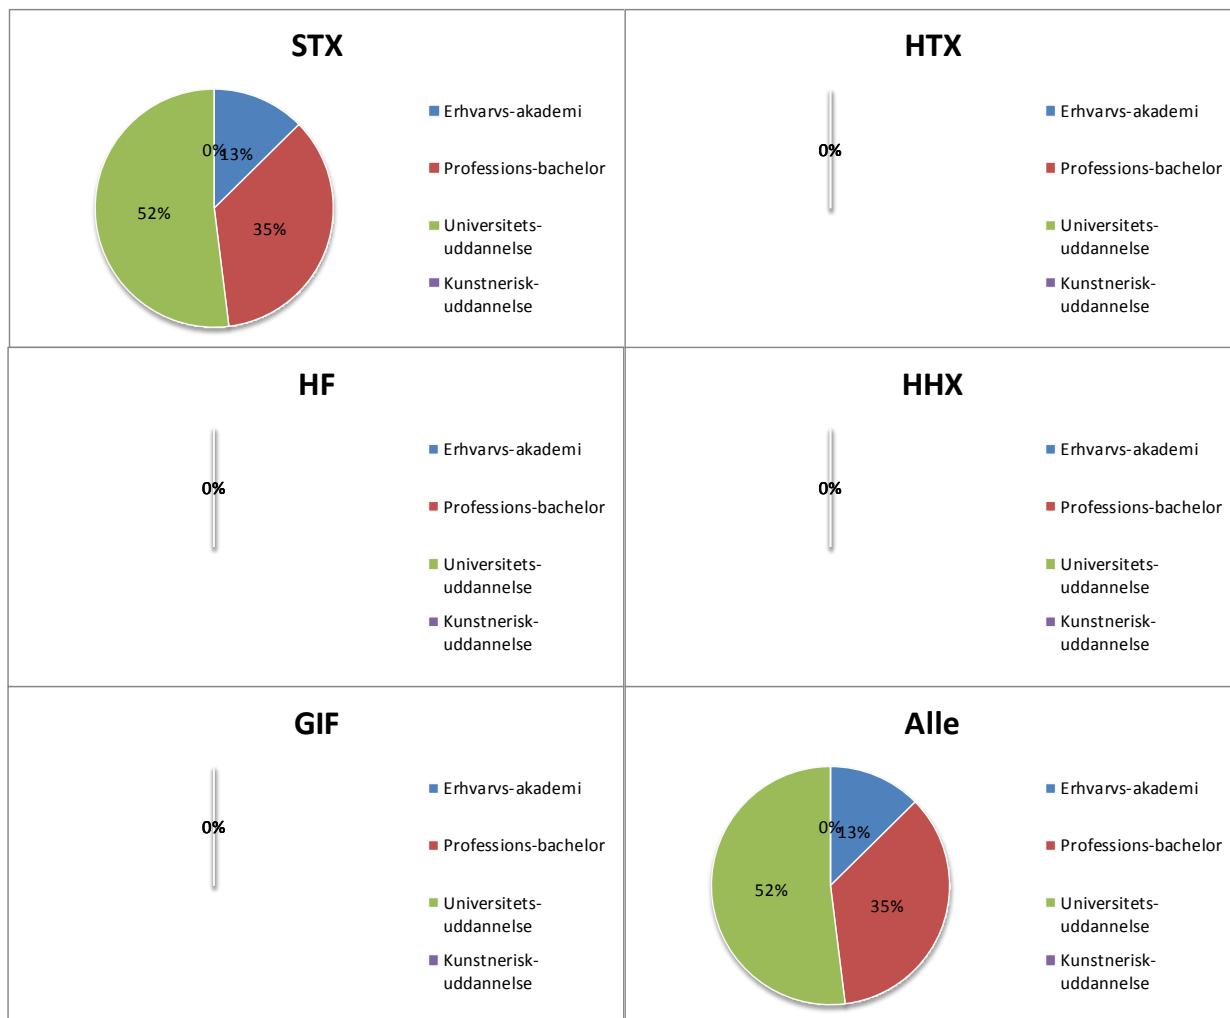 STX
0%
13%
35%
52%
Erhvarvs-akademi
Professions-bachelor
Universitets-
uddannelse
Kunstnerisk-
uddannelse
HTX
0%
Erhvarvs-akademi
Professions-bachelor
Universitets-
uddannelse
Kunstnerisk-
uddannelse
HF
0%
Erhvarvs-akademi
Professions-bachelor
Universitets-
uddannelse
Kunstnerisk-
uddannelse
HHX
0%
Erhvarvs-akademi
Professions-bachelor
Universitets-
uddannelse
Kunstnerisk-
uddannelse
GIF
0%
Erhvarvs-akademi
Professions-bachelor
Universitets-
uddannelse
Kunstnerisk-
uddannelse
Alle
0%
13%
35%
52%
Erhvarvs-akademi
Professions-bachelor
Universitets-
uddannelse
Kunstnerisk-
uddannelse